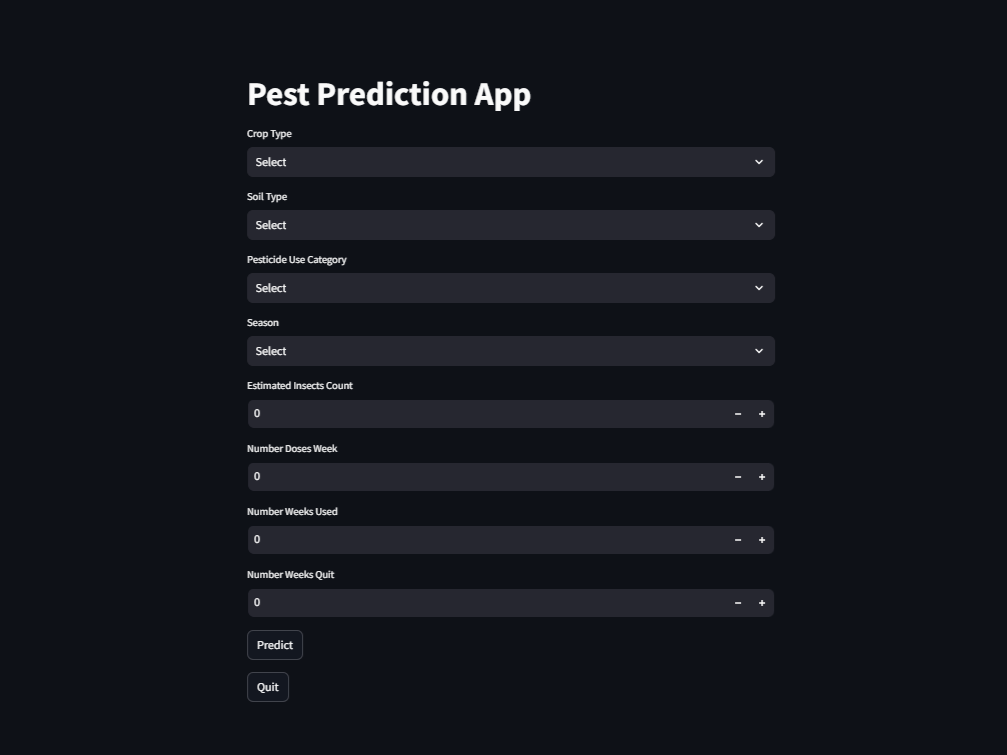 Pest Prediction App
Crop Type
Select
Soil Type
Select
Pesticide Use Category
Select
Season
Select
Estimated Insects Count
0
Number Doses Week
0
Number Weeks Used
0
Number Weeks Quit
0
Predict
Quit